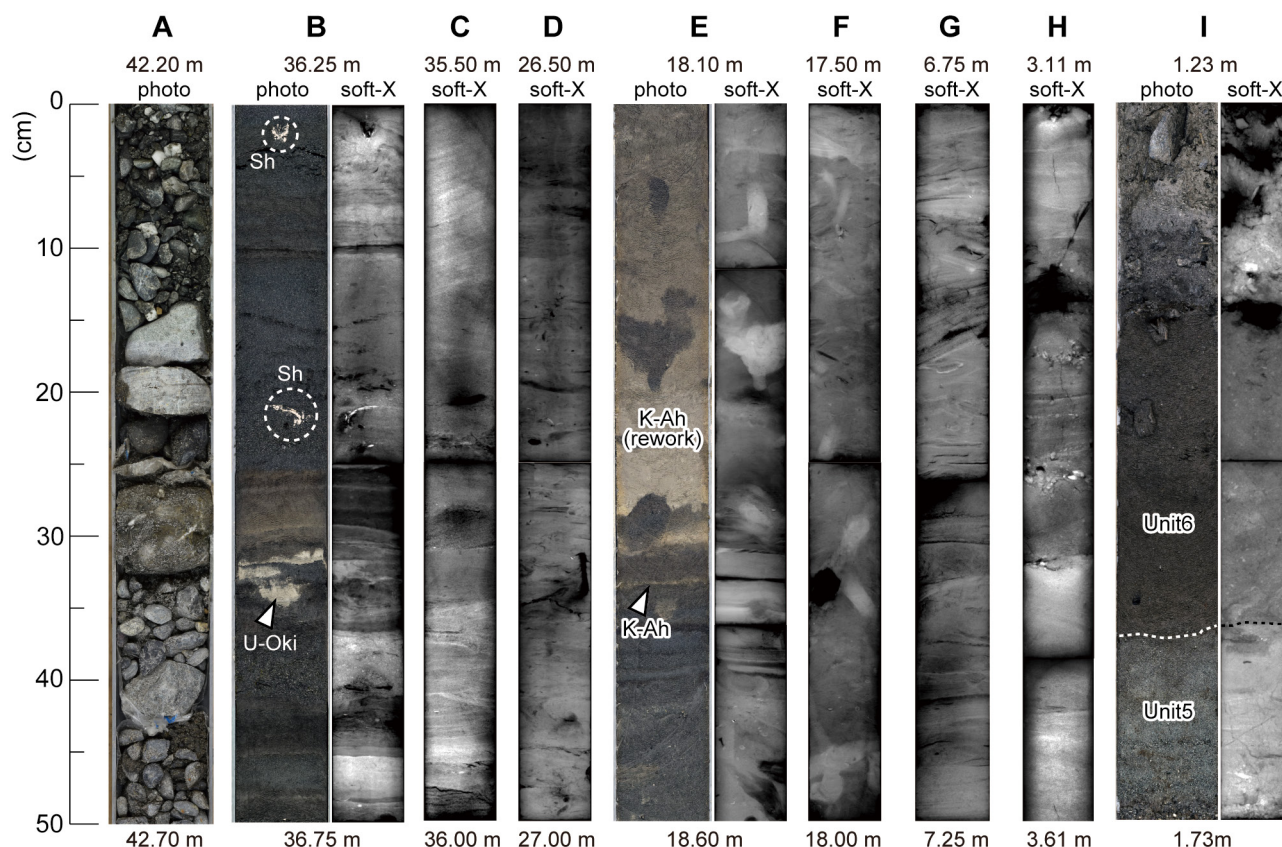 A B C D E F G H I
42.20 m 36.25 m 35.50 m 26.50 m 18.10 m 17.50 m 6.75 m 3.11 m 1.23 m
photo photo soft-X soft-X soft-X photo soft-X soft-X soft-X soft-X photo soft-X
0
(cm)
Sh
10
Sh
20
K-Ah
(rework)
30
Unit6
K-Ah
U-Oki
40
Unit5
50
42.70 m 36.75 m 36.00 m 27.00 m 18.60 m 18.00 m 7.25 m 3.61 m 1.73m